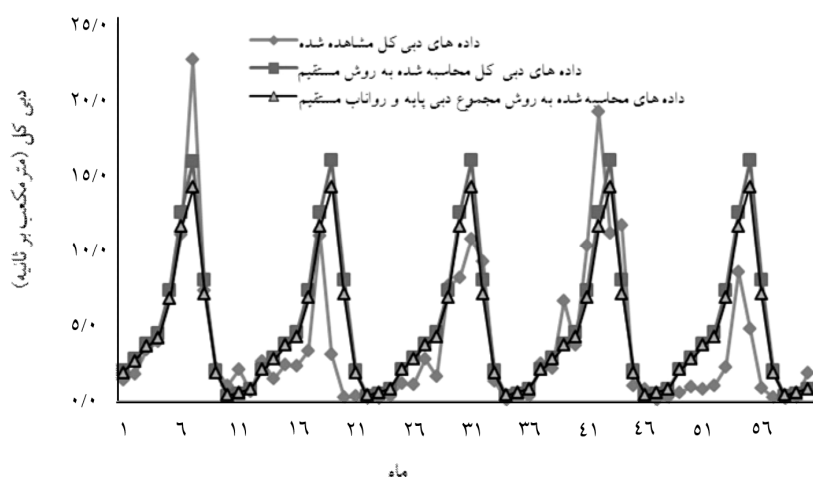 ۲۵/۰
۲۰/۰
۱۵/۰
۱۰/۰
۵/۰
۰/۰
دبی کل (متر مکعب بر ثانیه)
داده های دبی کل مشاهده شده
داده های دبی کل محاسبه شده به روش مستقیم
داده های محاسبه شده به روش مجموع دبی پایه و رواناب مستقیم
۱ ۶ ۱۱ ۱۶ ۲۱ ۲۶ ۳۱ ۳۶ ۴۱ ۴۶ ۵۱ ۵۶
ماه